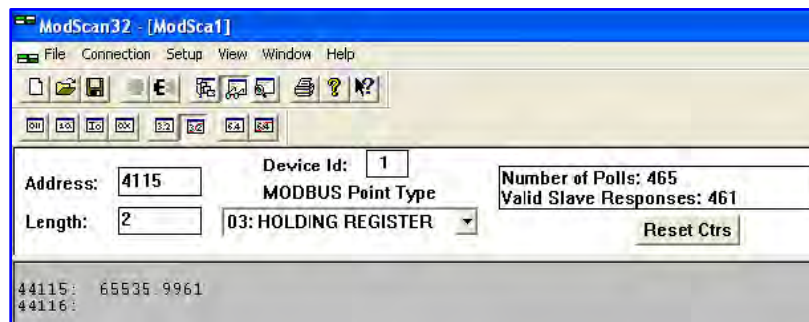 ModScan32 - [ModSca1]
File Connection Setup View Window Help
Address: 4115
Device Id: 1
MODBUS Point Type
Length: 2
03: HOLDING REGISTER
Number of Polls: 465
Valid Slave Responses: 461
Reset Ctrs
44115: 65535.9961
44116: